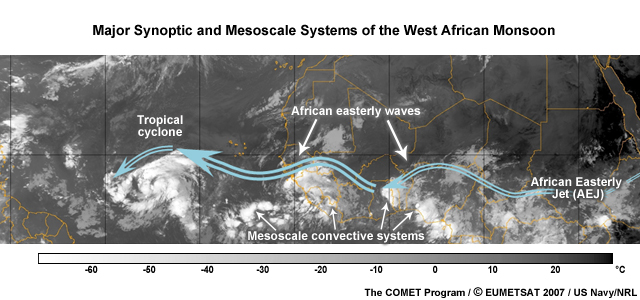 Major Synoptic and Mesoscale Systems of the West African Monsoon
Tropical
cyclone
African easterly waves
African Easterly
Jet (AEJ)
Mesoscale convective systems
-60 -50 -40 -30 -20 -10 0 10 20 °C
The COMET Program / © EUMETSAT 2007 / US Navy/NRL